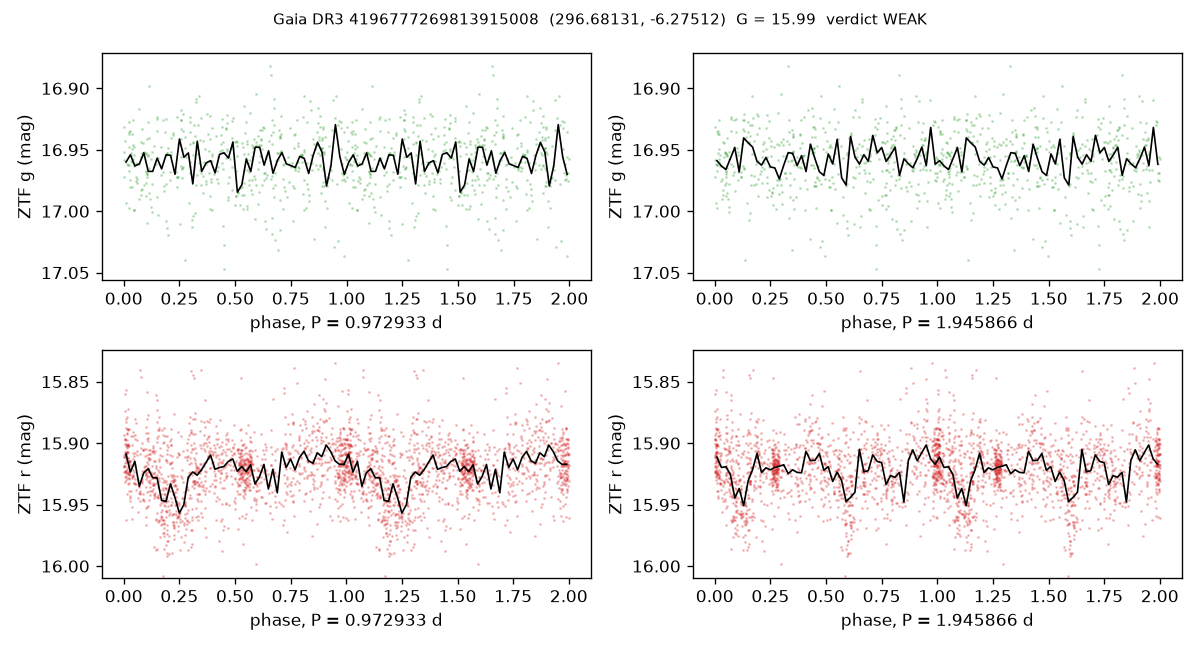 Gaia DR3 4196777269813915008  (296.68131, -6.27512)  G = 15.99  verdict WEAK
ZTF g (mag)
16.90
16.95
17.00
17.05
0.00 0.25 0.50 0.75 1.00 1.25 1.50 1.75 2.00
phase, P = 0.972933 d
ZTF g (mag)
16.90
16.95
17.00
17.05
0.00 0.25 0.50 0.75 1.00 1.25 1.50 1.75 2.00
phase, P = 1.945866 d
ZTF r (mag)
15.85
15.90
15.95
16.00
0.00 0.25 0.50 0.75 1.00 1.25 1.50 1.75 2.00
phase, P = 0.972933 d
ZTF r (mag)
15.85
15.90
15.95
16.00
0.00 0.25 0.50 0.75 1.00 1.25 1.50 1.75 2.00
phase, P = 1.945866 d